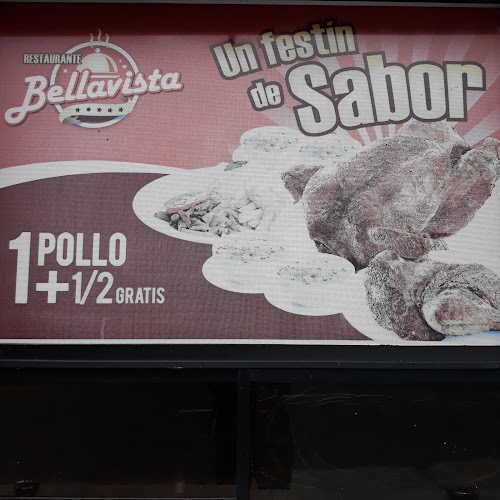 RESTAURANTE
Bellavista
Un festín
de Sabor
1 POLLO
+1/2 GRATIS